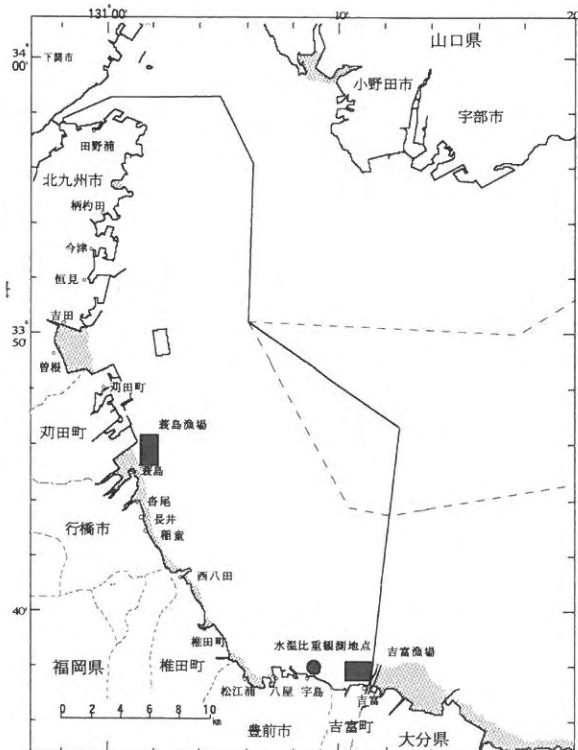 131°00′
10′
20′
34°
00′
下関市
山口県
小野田市
宇部市
田野浦
北九州市
柄杓田
今津
恒見
吉田
33°
50′
曽根
苅田町
苅田町
蓑島漁場
蓑島
沓尾
長井
稲童
行橋市
西八田
40′
椎田町
水温比重観測地点
吉富漁場
福岡県
椎田町
松江浦
八屋
宇島
吉富
0 2 4 6 8 10
km
豊前市
吉富町
大分県